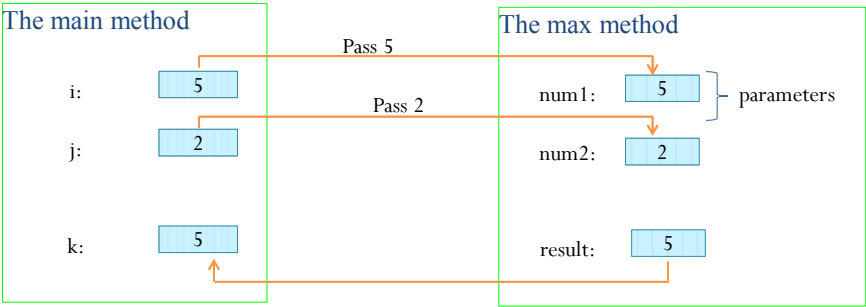 The main method
The max method
Pass 5
i: 5
num1: 5
parameters
Pass 2
j: 2
num2: 2
k: 5
result: 5